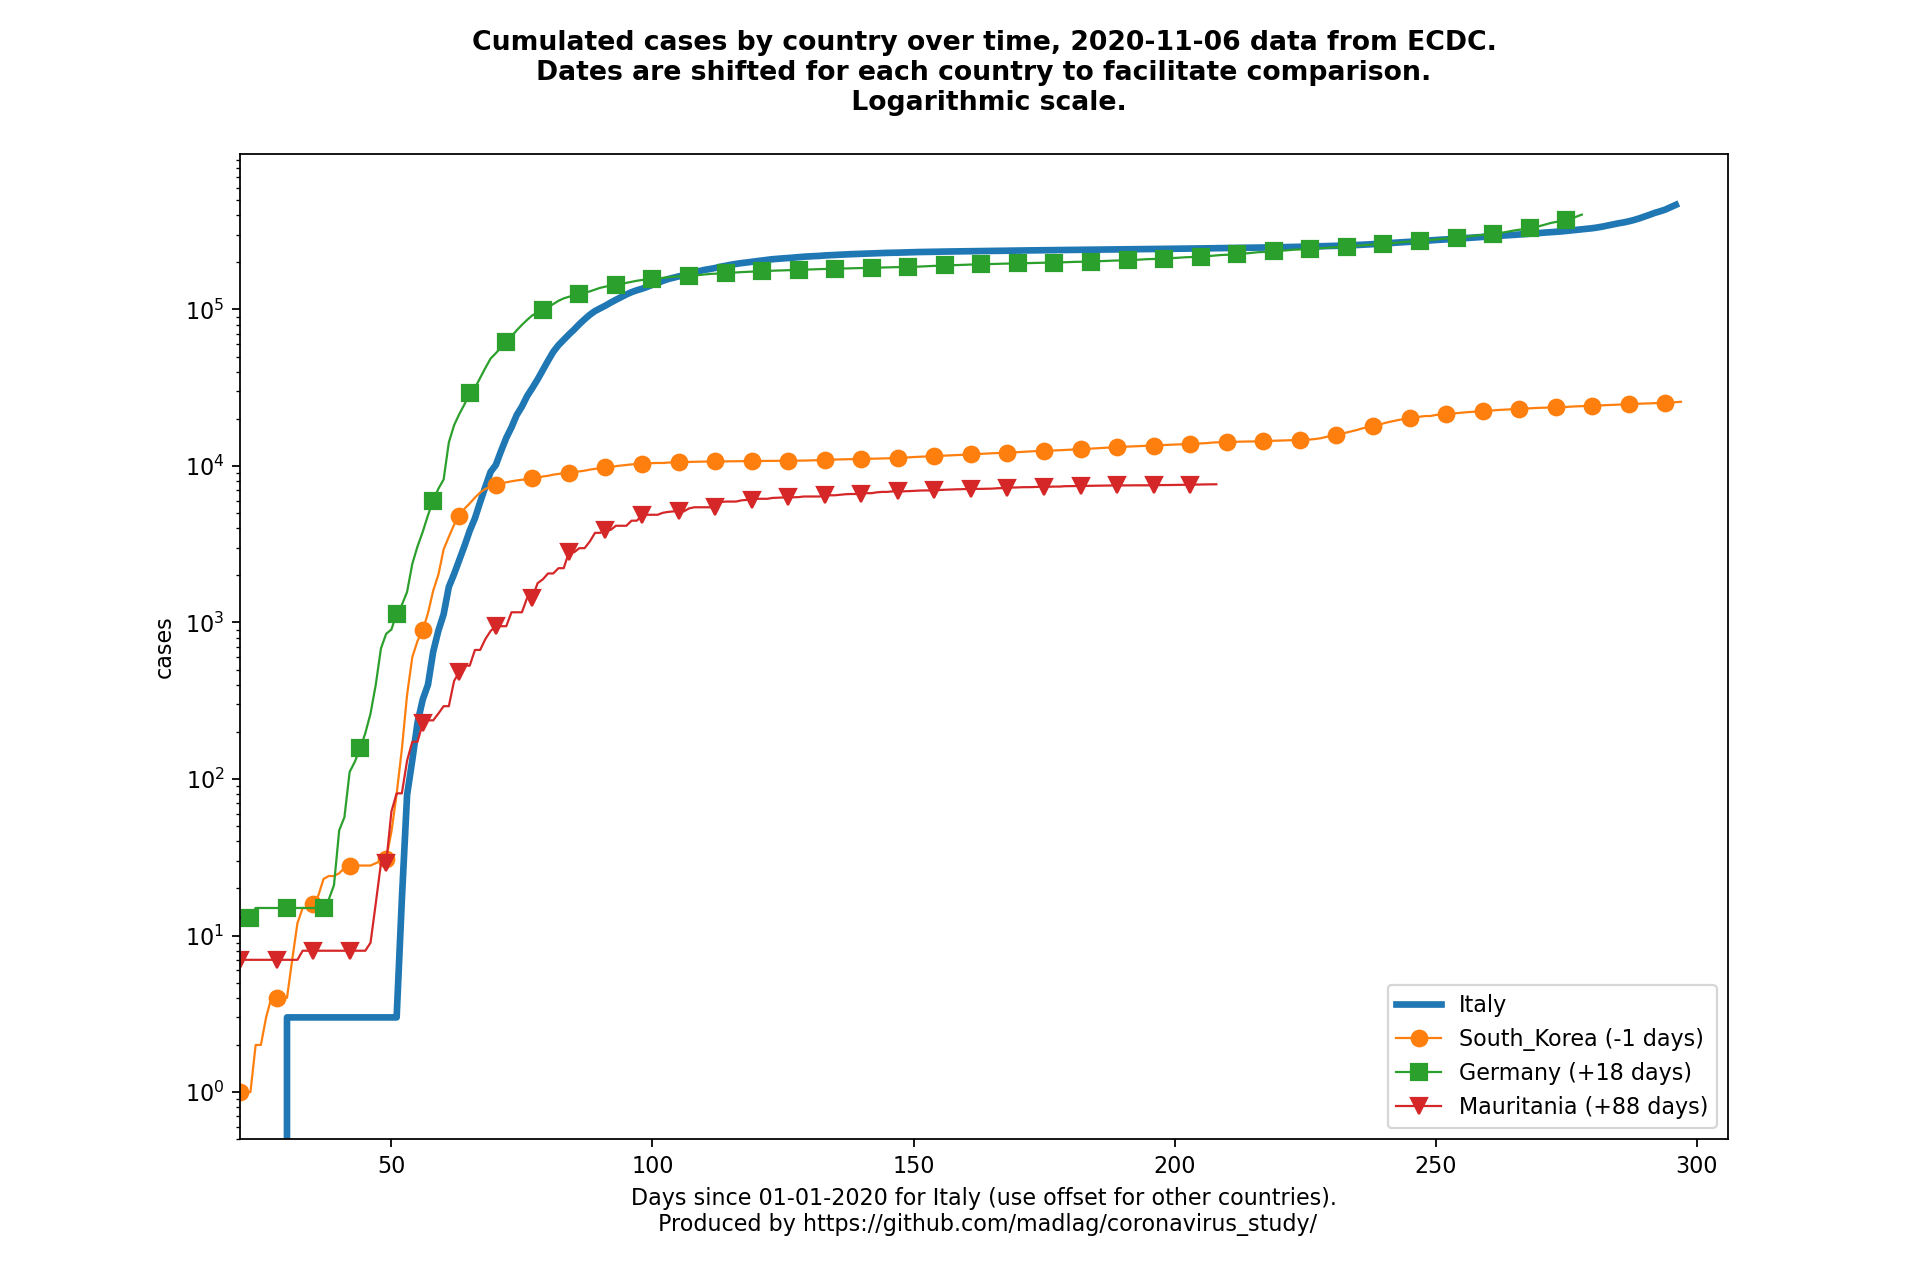 Cumulated cases by country over time, 2020-11-06 data from ECDC.
Dates are shifted for each country to facilitate comparison.
Logarithmic scale.
cases
10^5
10^4
10^3
10^2
10^1
10^0
50 100 150 200 250 300
Italy
South_Korea (-1 days)
Germany (+18 days)
Mauritania (+88 days)
Days since 01-01-2020 for Italy (use offset for other countries).
Produced by https://github.com/madlag/coronavirus_study/